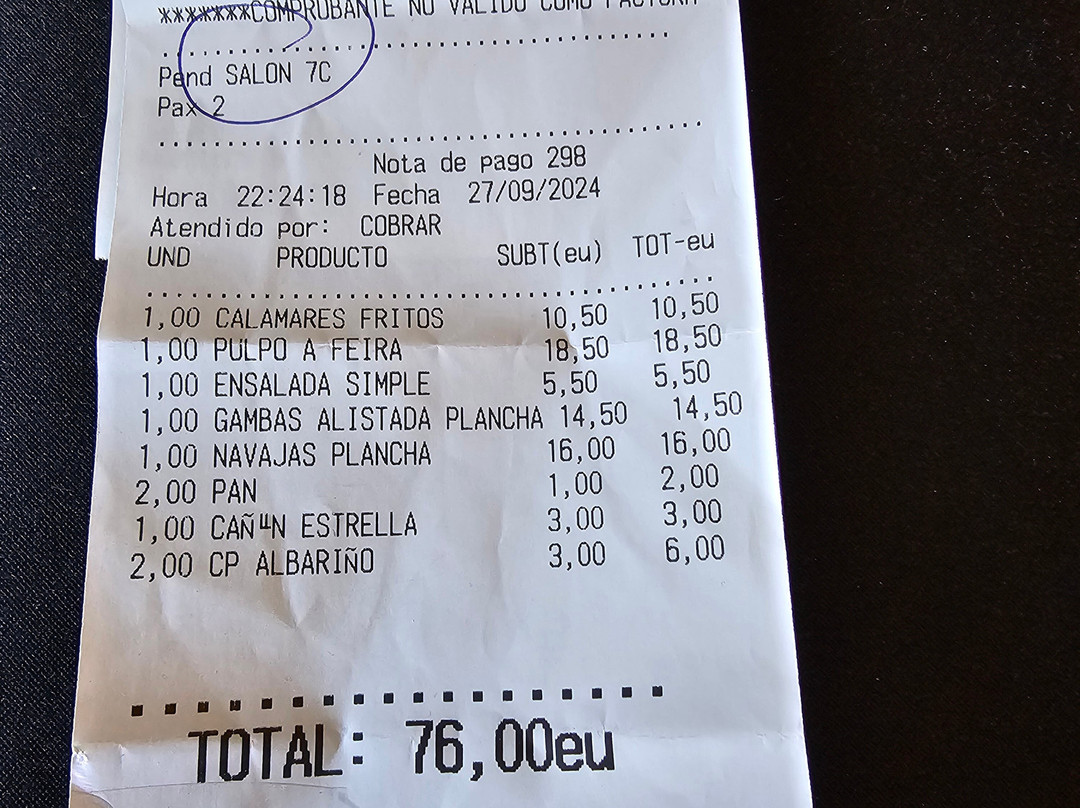 *******COMPROBANTE NO VALIDO COMO FACTURA
Pend SALON 7C
Pax 2
Nota de pago 298
Hora 22:24:18 Fecha 27/09/2024
Atendido por: COBRAR
UND PRODUCTO SUBT(eu) TOT-eu
1,00 CALAMARES FRITOS 10,50 10,50
1,00 PULPO A FEIRA 18,50 18,50
1,00 ENSALADA SIMPLE 5,50 5,50
1,00 GAMBAS ALISTADA PLANCHA 14,50 14,50
1,00 NAVAJAS PLANCHA 16,00 16,00
2,00 PAN 1,00 2,00
1,00 CAÑ╨N ESTRELLA 3,00 3,00
2,00 CP ALBARIÑO 3,00 6,00
TOTAL: 76,00eu